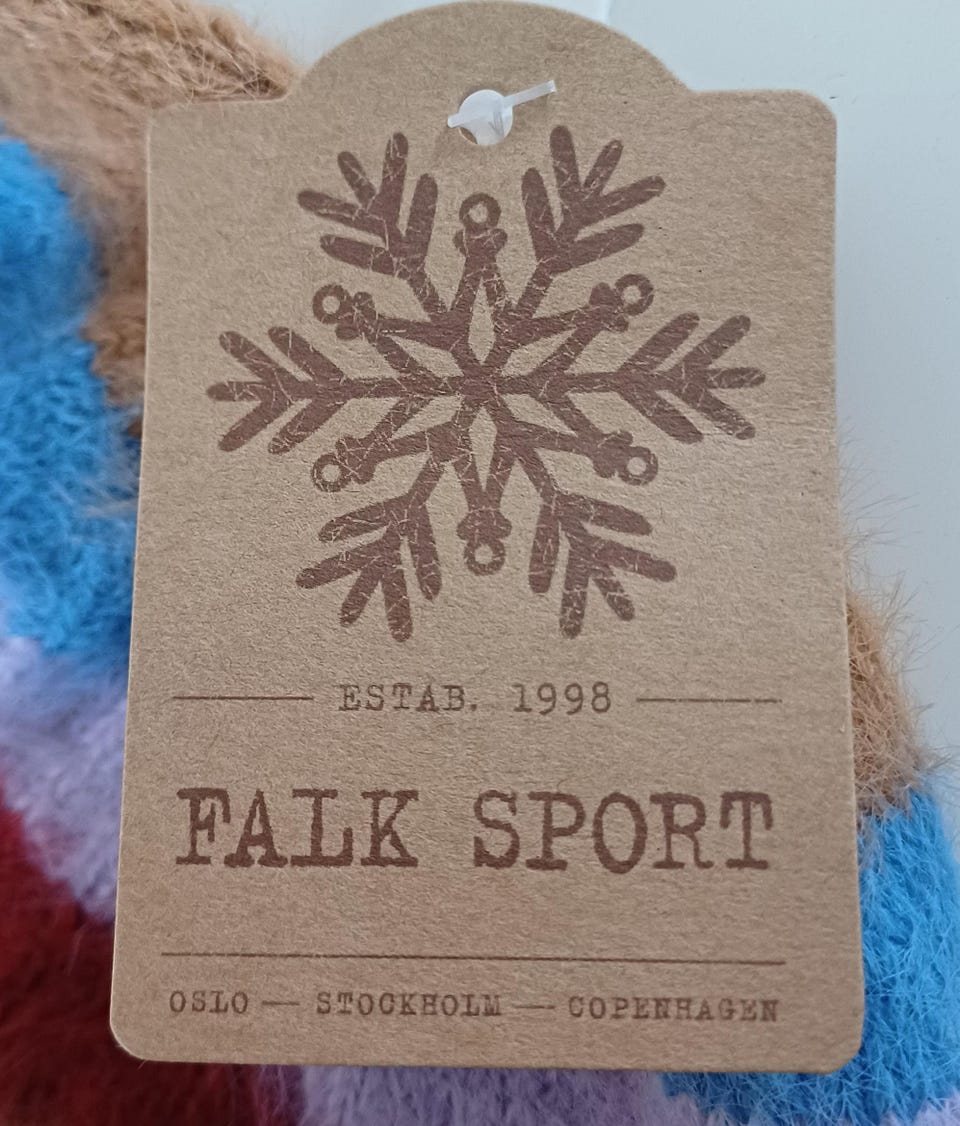 ESTAB. 1998
FALK SPORT
OSLO — STOCKHOLM — COPENHAGEN